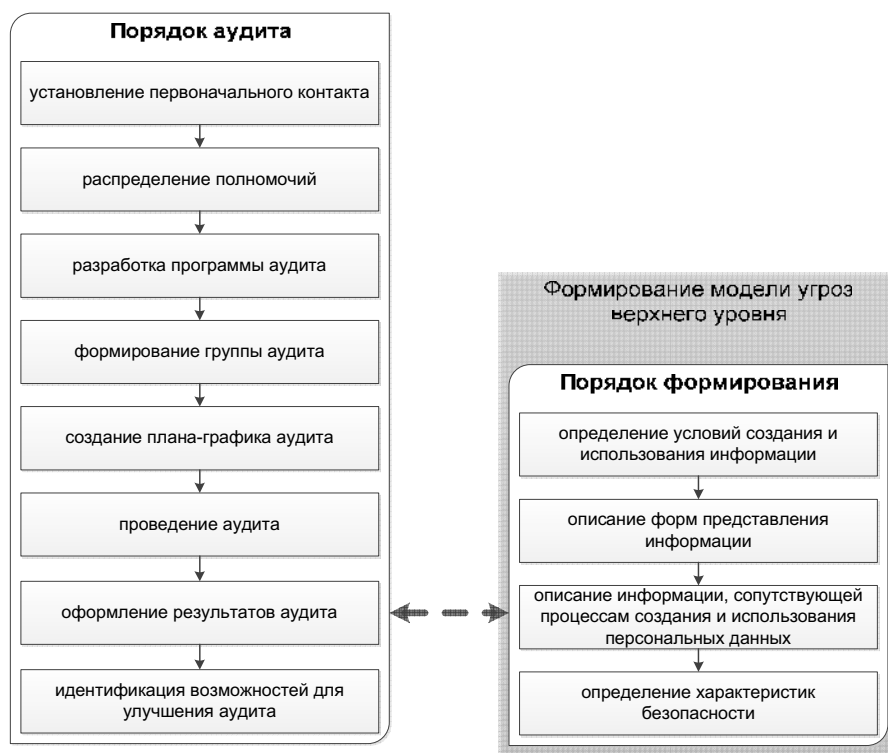 Порядок аудита
установление первоначального контакта
распределение полномочий
разработка программы аудита
формирование группы аудита
создание плана-графика аудита
проведение аудита
оформление результатов аудита
идентификация возможностей для
улучшения аудита
Формирование модели угроз
верхнего уровня
Порядок формирования
определение условий создания и
использования информации
описание форм представления
информации
описание информации, сопутствующей
процессам создания и использования
персональных данных
определение характеристик
безопасности